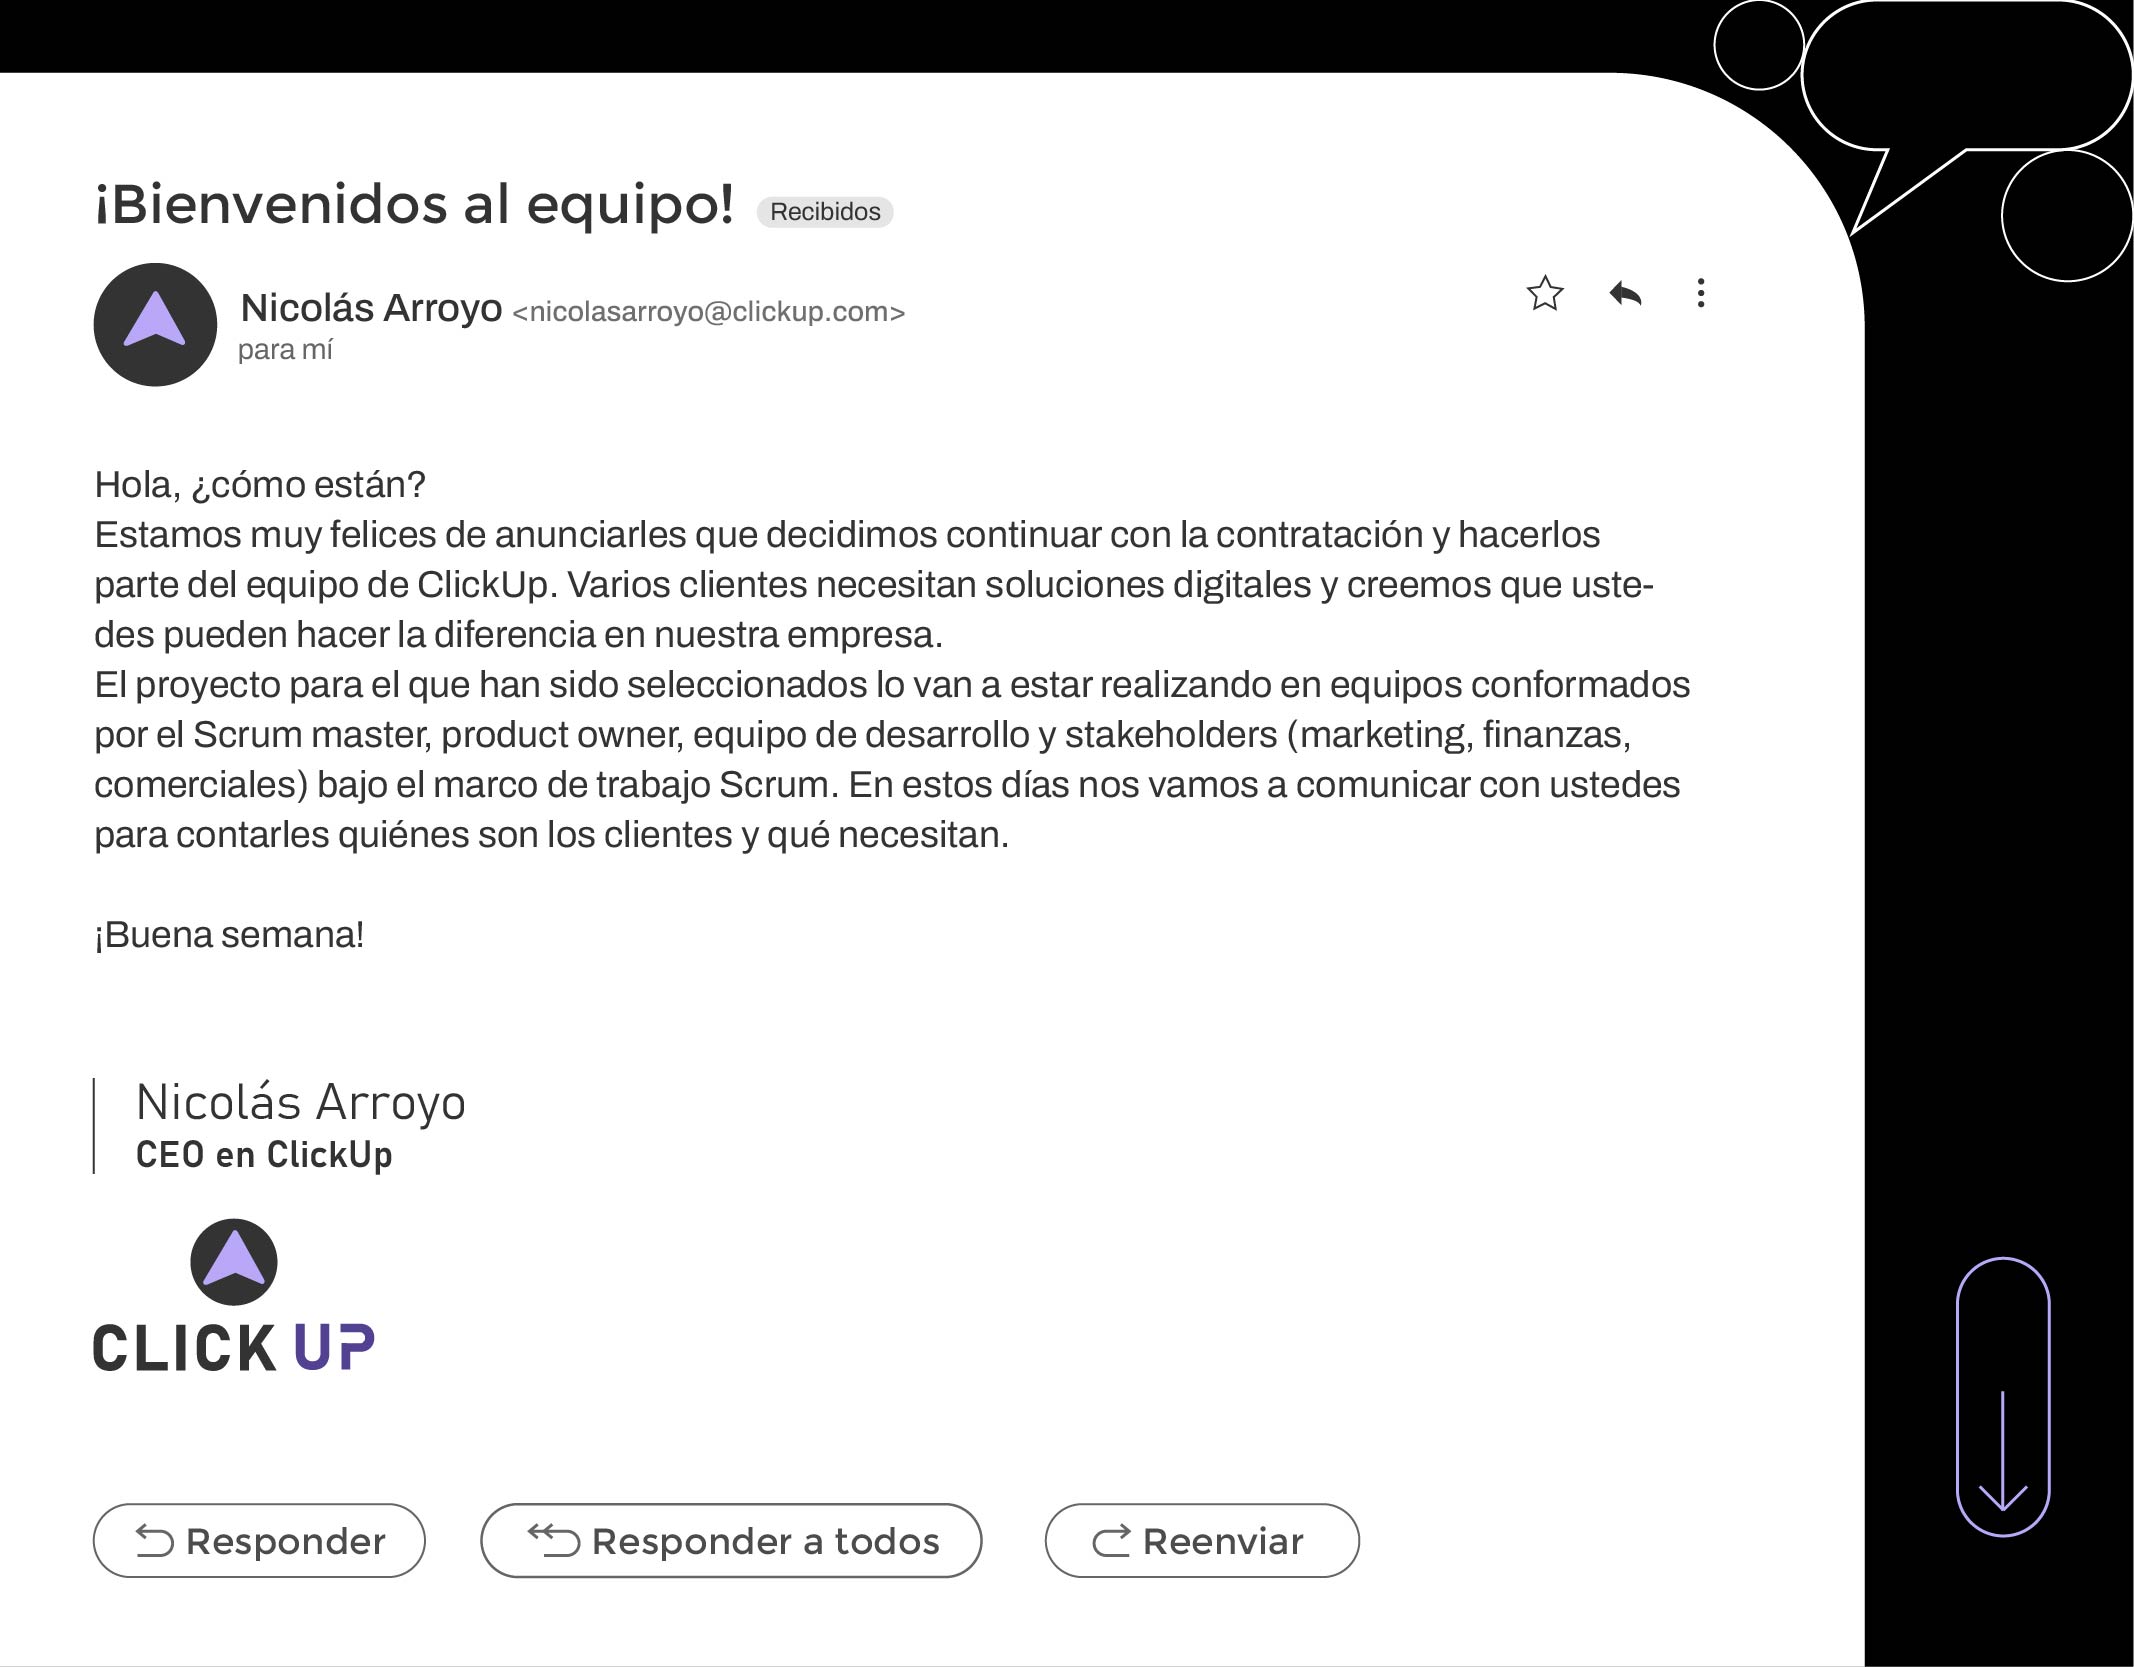 ¡Bienvenidos al equipo! Recibidos
Nicolás Arroyo <nicolasarroyo@clickup.com>
para mí
Hola, ¿cómo están?
Estamos muy felices de anunciarles que decidimos continuar con la contratación y hacerlos
parte del equipo de ClickUp. Varios clientes necesitan soluciones digitales y creemos que uste-
des pueden hacer la diferencia en nuestra empresa.
El proyecto para el que han sido seleccionados lo van a estar realizando en equipos conformados
por el Scrum master, product owner, equipo de desarrollo y stakeholders (marketing, finanzas,
comerciales) bajo el marco de trabajo Scrum. En estos días nos vamos a comunicar con ustedes
para contarles quiénes son los clientes y qué necesitan.
¡Buena semana!
Nicolás Arroyo
CEO en ClickUp
CLICK UP
Responder Responder a todos Reenviar